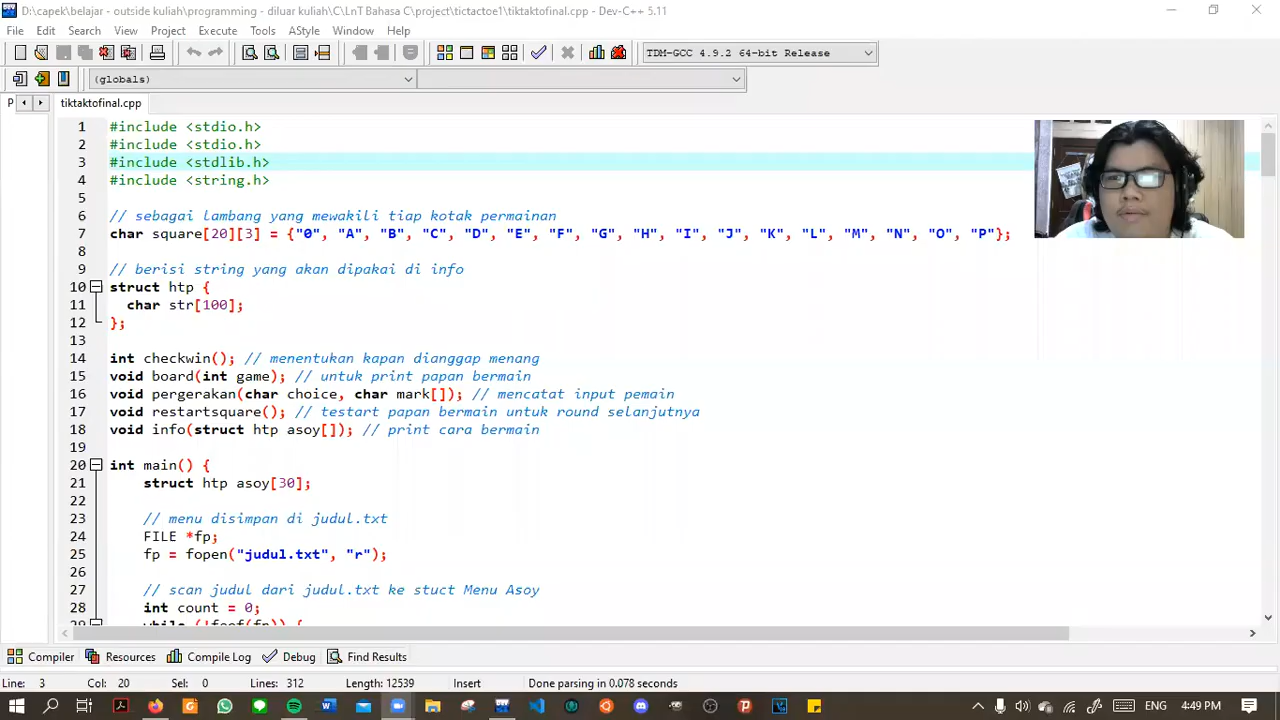 D:\capek\belajar - outside kuliah\programming - diluar kuliah\C\LnT Bahasa C\project\tictactoe1\tiktaktofinal.cpp - Dev-C++ 5.11
File Edit Search View Project Execute Tools AStyle Window Help
TDM-GCC 4.9.2 64-bit Release
(globals)
P tiktaktofinal.cpp
1 #include <stdio.h>
2 #include <stdio.h>
3 #include <stdlib.h>
4 #include <string.h>
5
6 // sebagai lambang yang mewakili tiap kotak permainan
7 char square[20][3] = {"0", "A", "B", "C", "D", "E", "F", "G", "H", "I", "J", "K", "L", "M", "N", "O", "P"};
8
9 // berisi string yang akan dipakai di info
10 struct htp {
11 char str[100];
12 };
13
14 int checkwin(); // menentukan kapan dianggap menang
15 void board(int game); // untuk print papan bermain
16 void pergerakan(char choice, char mark[]); // mencatat input pemain
17 void restartsquare(); // testart papan bermain untuk round selanjutnya
18 void info(struct htp asoy[]); // print cara bermain
19
20 int main() {
21 struct htp asoy[30];
22
23 // menu disimpan di judul.txt
24 FILE *fp;
25 fp = fopen("judul.txt", "r");
26
27 // scan judul dari judul.txt ke stuct Menu Asoy
28 int count = 0;
29 while (!feof(fp)) {
Compiler Resources Compile Log Debug Find Results
Line: 3 Col: 20 Sel: 0 Lines: 312 Length: 12539 Insert Done parsing in 0.078 seconds
ENG 4:49 PM